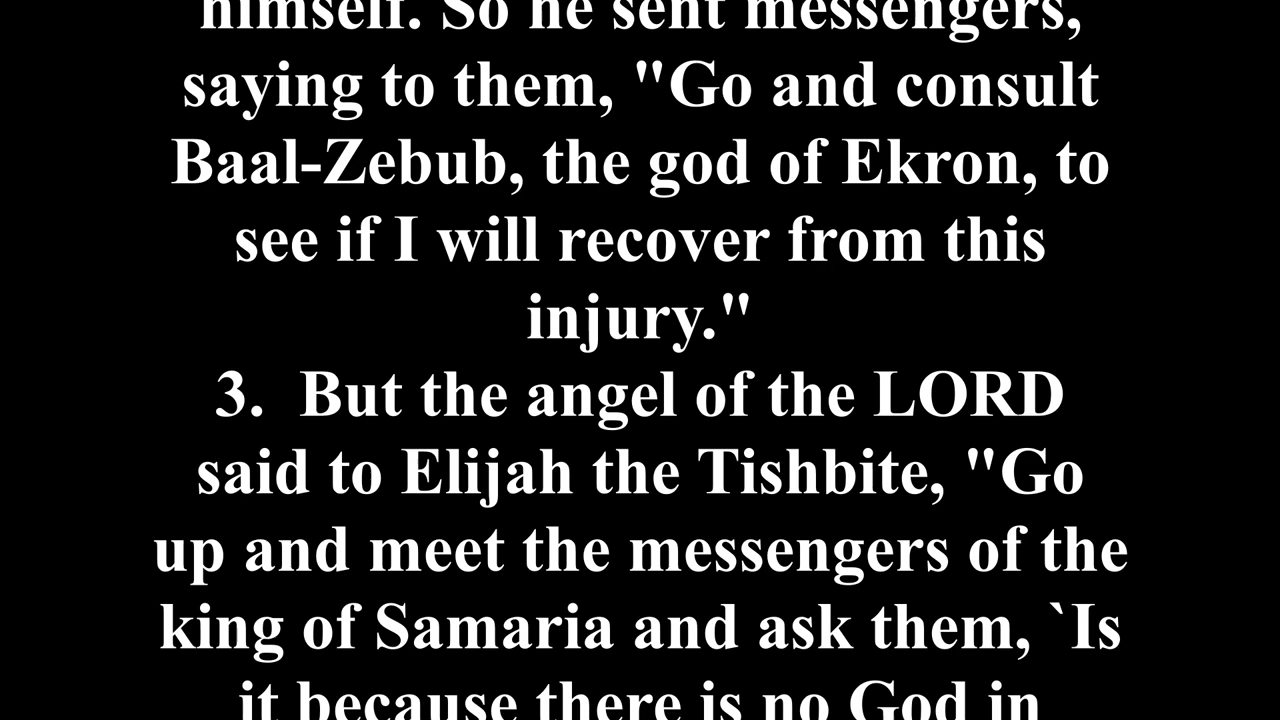 himself. So he sent messengers,
saying to them, "Go and consult
Baal-Zebub, the god of Ekron, to
see if I will recover from this
injury."
3.  But the angel of the LORD
said to Elijah the Tishbite, "Go
up and meet the messengers of the
king of Samaria and ask them, `Is
it because there is no God in